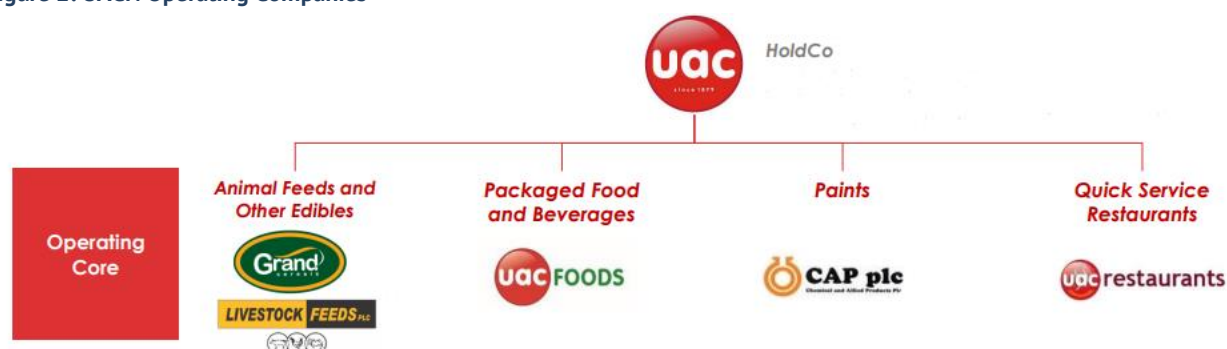 uac
since 1879
HoldCo
Operating
Core
Animal Feeds and
Other Edibles
Grand
cereals
LIVESTOCK FEEDS PLC
Packaged Food
and Beverages
uac FOODS
Paints
CAP plc
Chemical and Allied Products Plc
Quick Service
Restaurants
uac restaurants